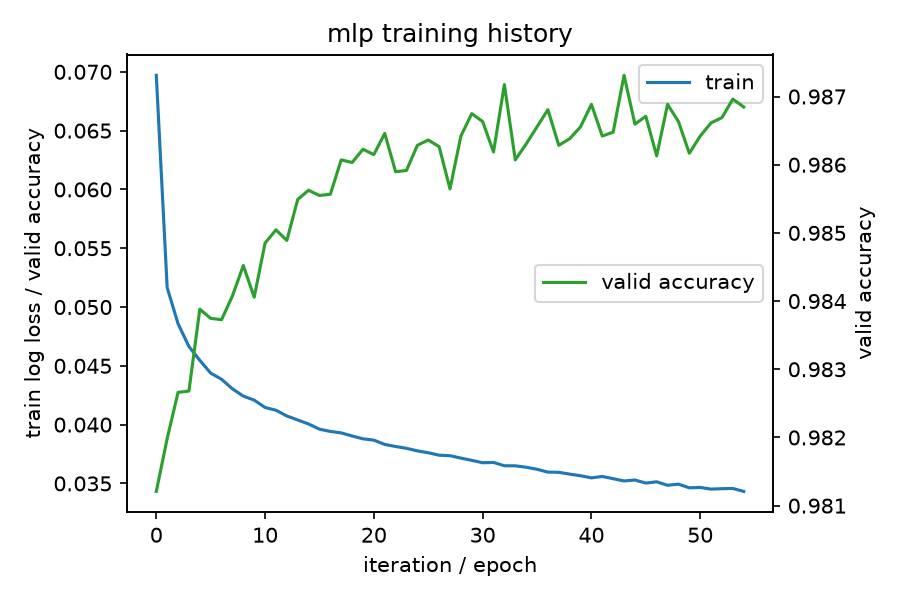 mlp training history
train log loss / valid accuracy
0.070
0.065
0.060
0.055
0.050
0.045
0.040
0.035
train
valid accuracy
0.987
0.986
0.985
0.984
0.983
0.982
0.981
valid accuracy
0 10 20 30 40 50
iteration / epoch